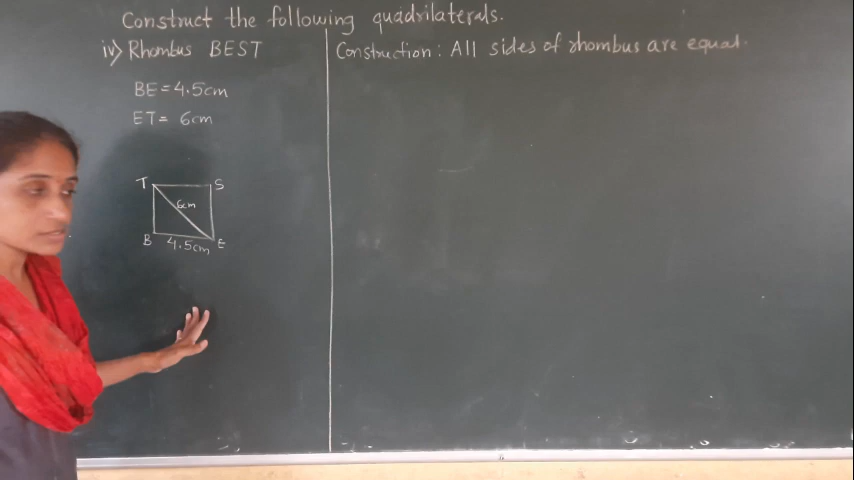 Construct the following quadrilaterals.
iv) Rhombus BEST
BE = 4.5cm
ET = 6cm
T S
6cm
B 4.5cm E
Construction : All sides of rhombus are equal.